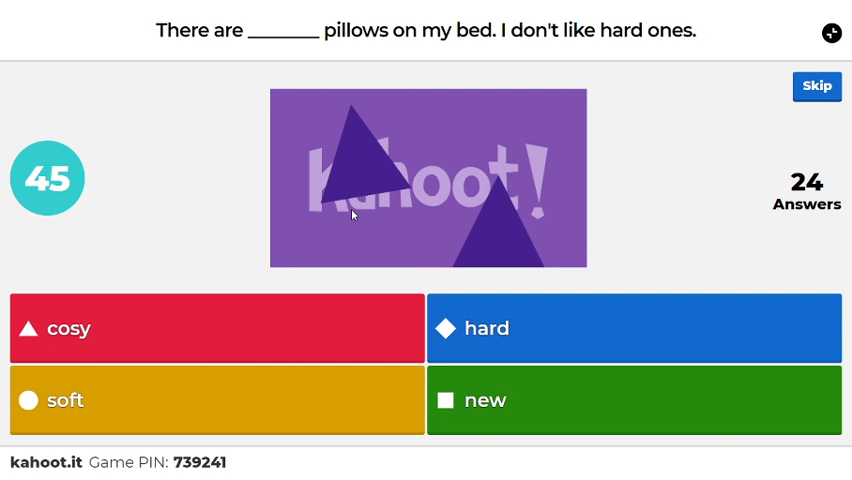 There are ________ pillows on my bed. I don't like hard ones.
Skip
45
kahoot!
24
Answers
cosy
hard
soft
new
kahoot.it Game PIN: 739241